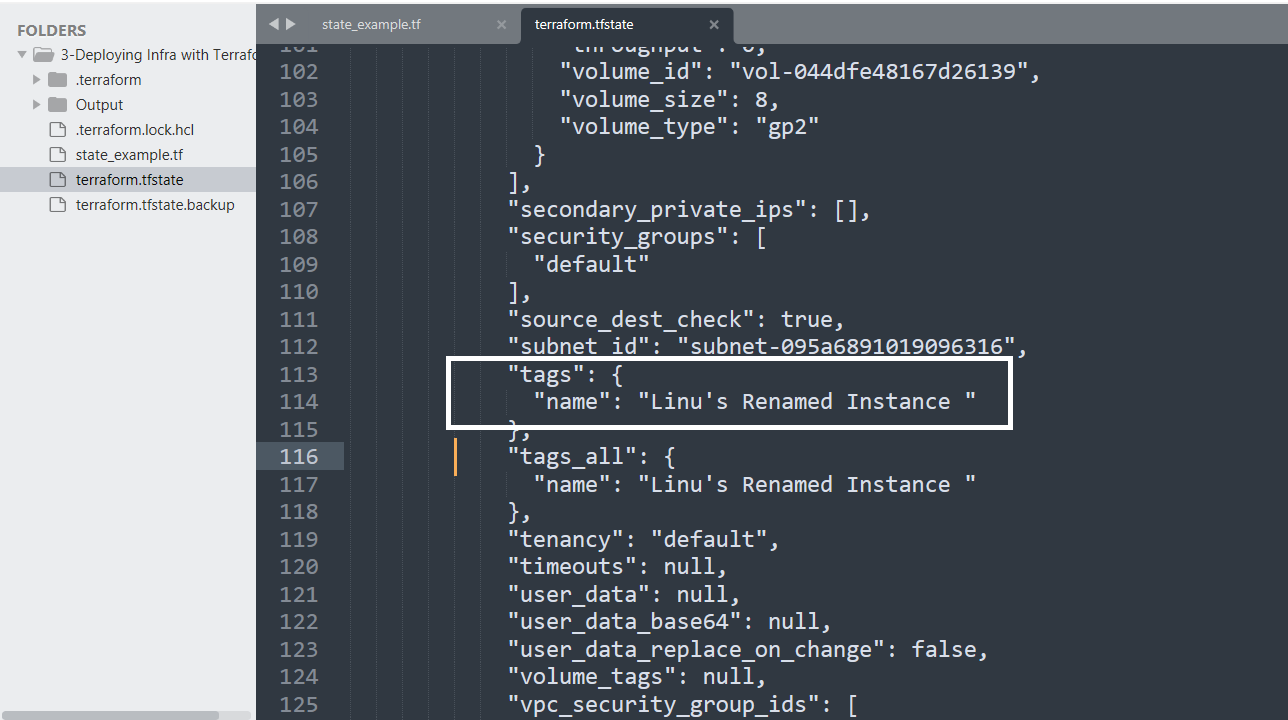 FOLDERS
3-Deploying Infra with Terrafo
.terraform
Output
.terraform.lock.hcl
state_example.tf
terraform.tfstate
terraform.tfstate.backup
state_example.tf × terraform.tfstate ×
101 "throughput": 0,
102 "volume_id": "vol-044dfe48167d26139",
103 "volume_size": 8,
104 "volume_type": "gp2"
105 }
106 ],
107 "secondary_private_ips": [],
108 "security_groups": [
109 "default"
110 ],
111 "source_dest_check": true,
112 "subnet_id": "subnet-095a6891019096316",
113 "tags": {
114 "name": "Linu's Renamed Instance "
115 },
116 "tags_all": {
117 "name": "Linu's Renamed Instance "
118 },
119 "tenancy": "default",
120 "timeouts": null,
121 "user_data": null,
122 "user_data_base64": null,
123 "user_data_replace_on_change": false,
124 "volume_tags": null,
125 "vpc_security_group_ids": [